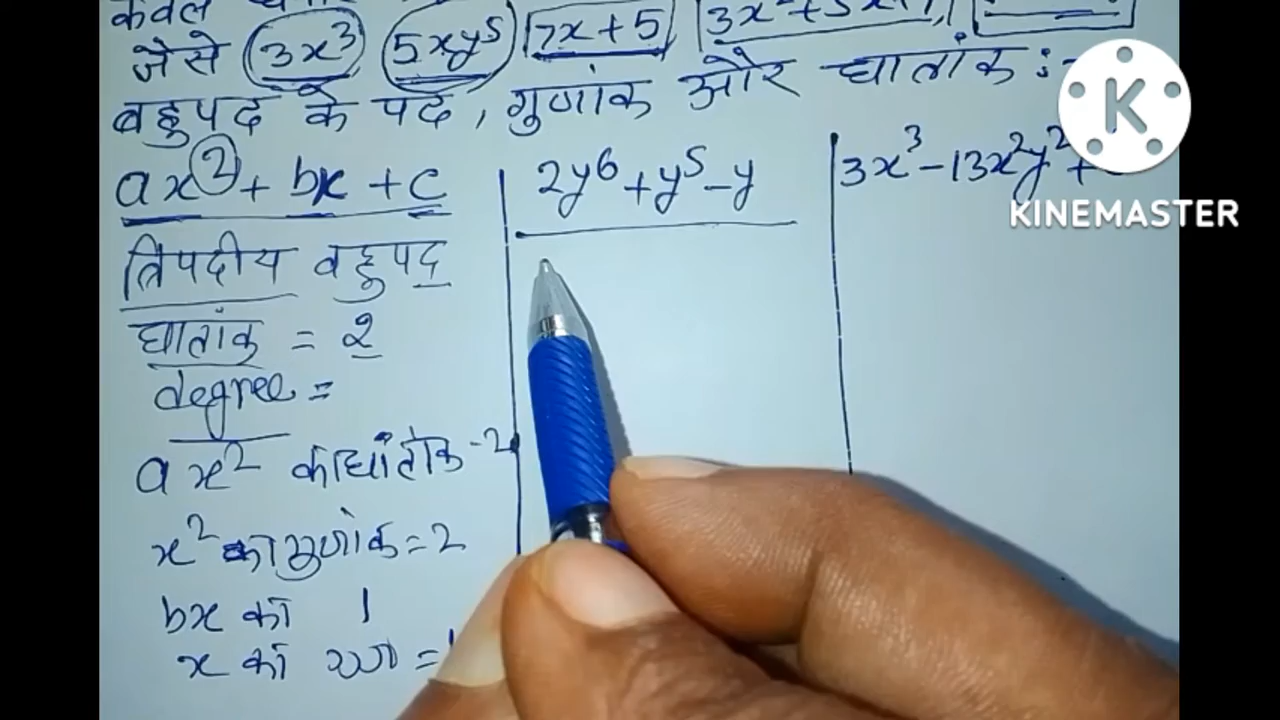 केवल
जैसे 3x³ 5xy⁵ 7x + 5
बहुपद के पद, गुणांक और घातांक :-
ax² + bx + c
त्रिपदीय बहुपद
घातांक = 2
degree =
ax² का घातांक - 2
x² का गुणांक = 2
bx का 1
x का
2y⁶ + y⁵ - y
3x³ - 13x²y² +
K
KINEMASTER